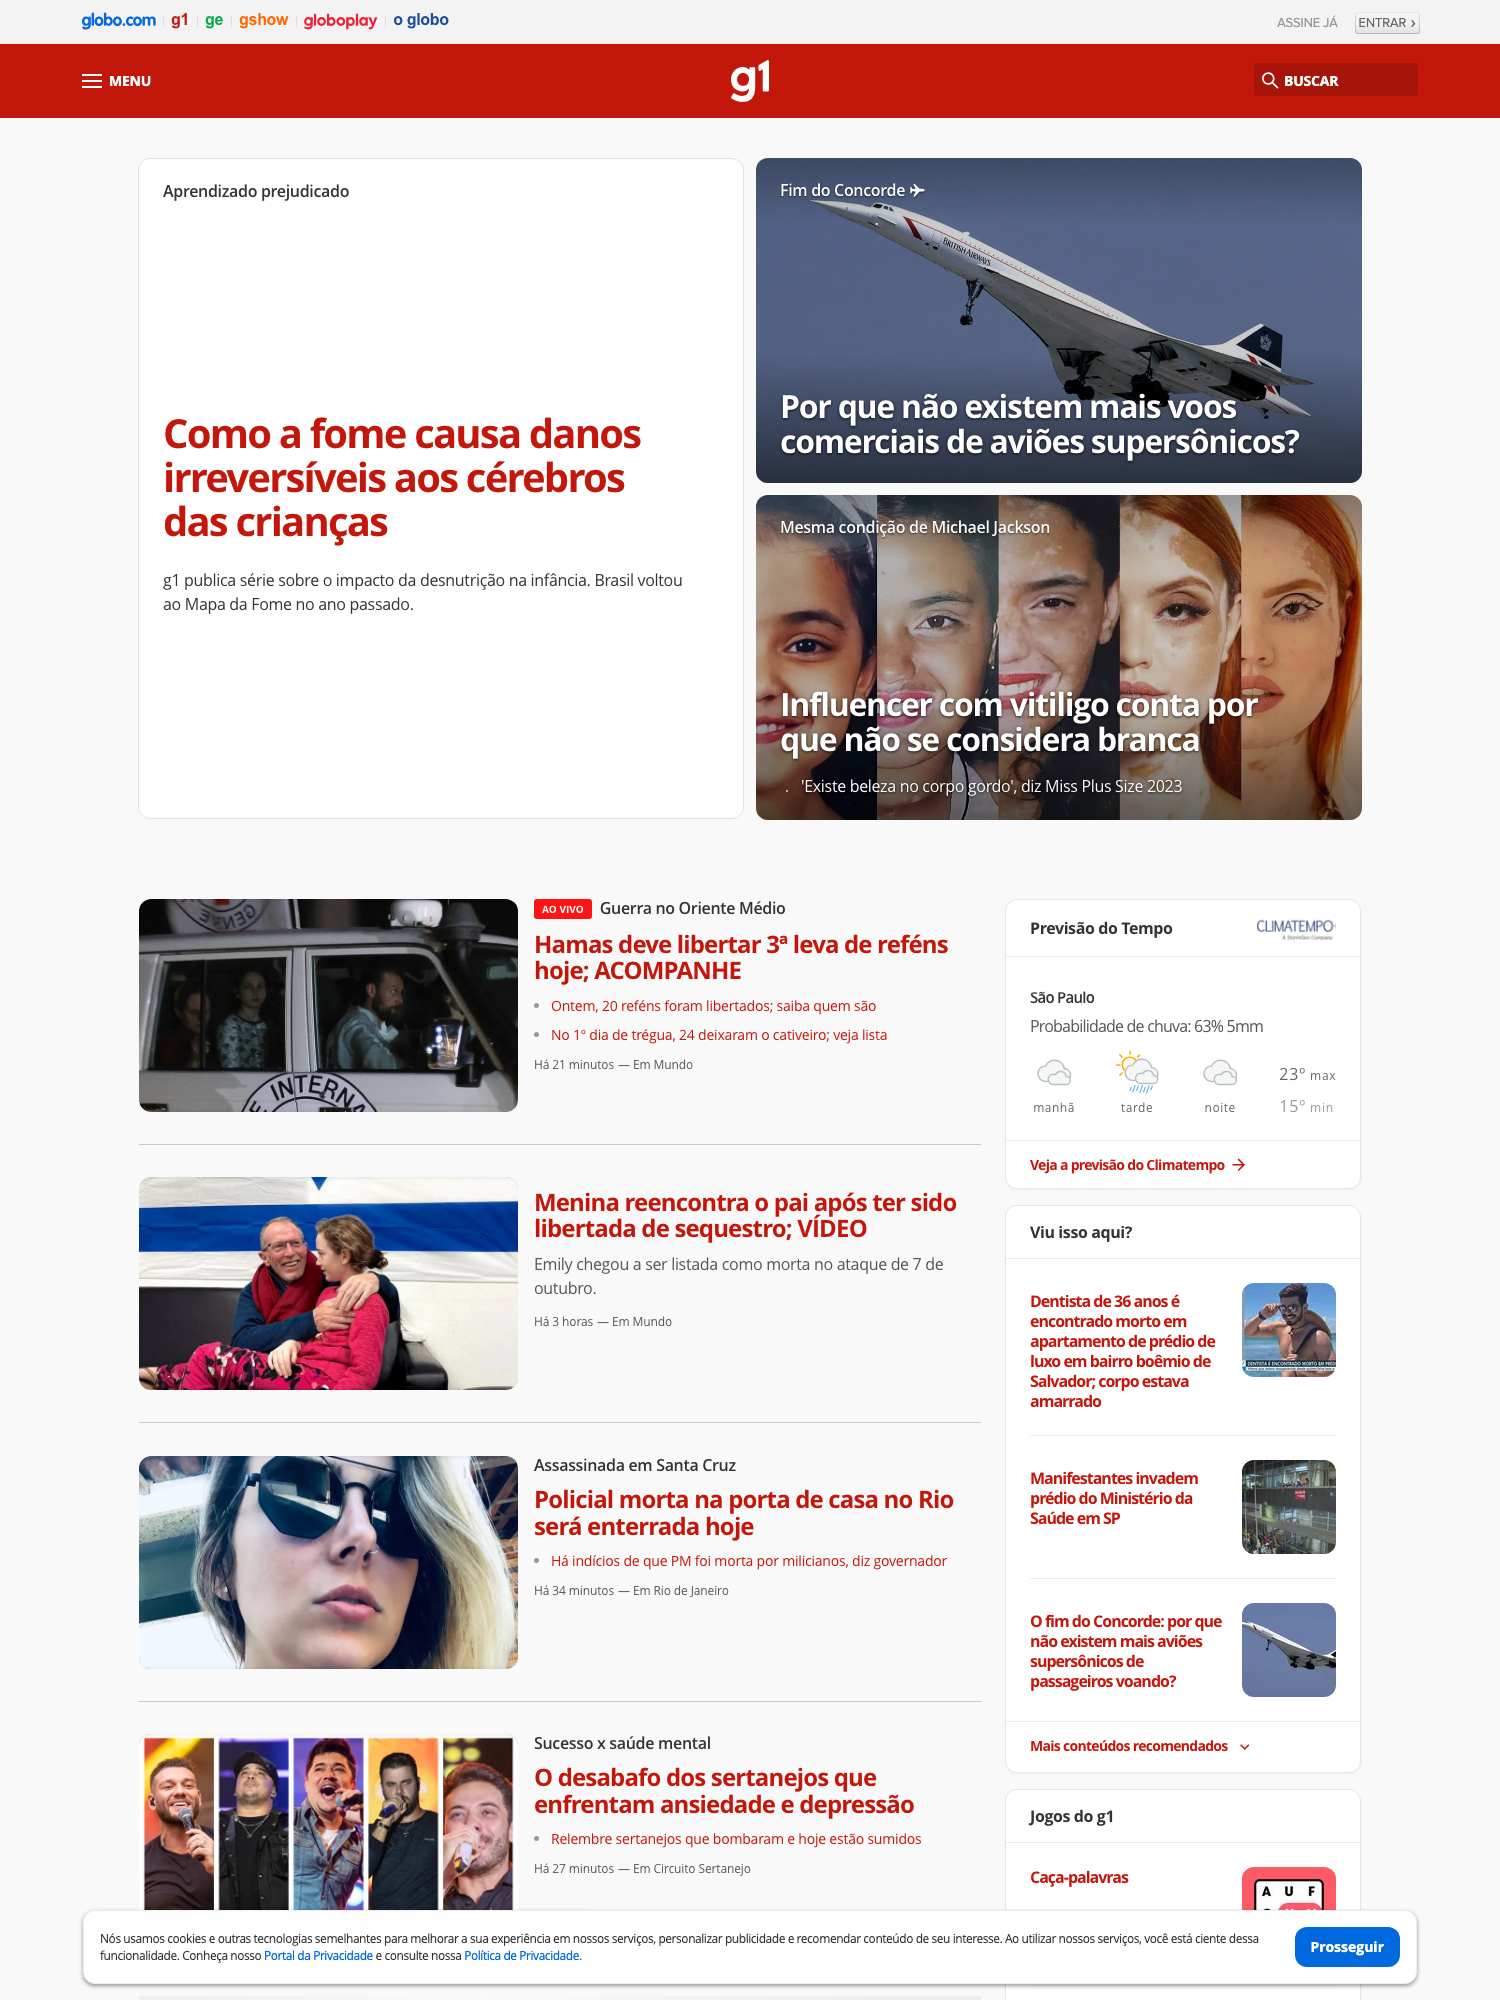 globo.com g1 ge gshow globoplay o globo
ASSINE JÁ ENTRAR ›
MENU
g1
BUSCAR
Aprendizado prejudicado
Como a fome causa danos
irreversíveis aos cérebros
das crianças
g1 publica série sobre o impacto da desnutrição na infância. Brasil voltou
ao Mapa da Fome no ano passado.
Fim do Concorde ✈
BRITISH AIRWAYS
Por que não existem mais voos
comerciais de aviões supersônicos?
Mesma condição de Michael Jackson
Influencer com vitiligo conta por
que não se considera branca
. 'Existe beleza no corpo gordo', diz Miss Plus Size 2023
GENEVE
INTERNA
AO VIVO Guerra no Oriente Médio
Hamas deve libertar 3ª leva de reféns
hoje; ACOMPANHE
• Ontem, 20 reféns foram libertados; saiba quem são
• No 1º dia de trégua, 24 deixaram o cativeiro; veja lista
Há 21 minutos — Em Mundo
Menina reencontra o pai após ter sido
libertada de sequestro; VÍDEO
Emily chegou a ser listada como morta no ataque de 7 de
outubro.
Há 3 horas — Em Mundo
Assassinada em Santa Cruz
Policial morta na porta de casa no Rio
será enterrada hoje
• Há indícios de que PM foi morta por milicianos, diz governador
Há 34 minutos — Em Rio de Janeiro
Sucesso x saúde mental
O desabafo dos sertanejos que
enfrentam ansiedade e depressão
• Relembre sertanejos que bombaram e hoje estão sumidos
Há 27 minutos — Em Circuito Sertanejo
Previsão do Tempo
CLIMATEMPO
A StormGeo Company
São Paulo
Probabilidade de chuva: 63% 5mm
manhã tarde noite
23º max
15º min
Veja a previsão do Climatempo →
Viu isso aqui?
Dentista de 36 anos é
encontrado morto em
apartamento de prédio de
luxo em bairro boêmio de
Salvador; corpo estava
amarrado
DENTISTA É ENCONTRADO MORTO EM PRÉD
Manifestantes invadem
prédio do Ministério da
Saúde em SP
O fim do Concorde: por que
não existem mais aviões
supersônicos de
passageiros voando?
Mais conteúdos recomendados
Jogos do g1
Caça-palavras
A U F
Nós usamos cookies e outras tecnologias semelhantes para melhorar a sua experiência em nossos serviços, personalizar publicidade e recomendar conteúdo de seu interesse. Ao utilizar nossos serviços, você está ciente dessa
funcionalidade. Conheça nosso Portal da Privacidade e consulte nossa Política de Privacidade.
Prosseguir